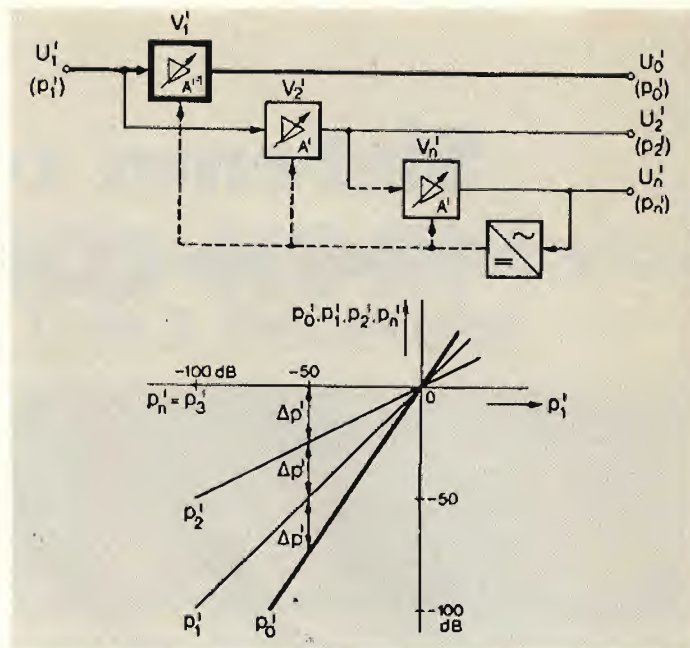 V₁'
U₁'
(p₁')
A'⁻¹
U₀'
(p₀')
V₂'
A'
U₂'
(p₂')
Vₙ'
A'
Uₙ'
(pₙ')
= ~
p₀', p₁', p₂', pₙ'
-100 dB
-50
0
p₁'
pₙ' = p₃'
Δp'
Δp'
Δp'
-50
p₂'
p₁'
p₀'
-100
dB